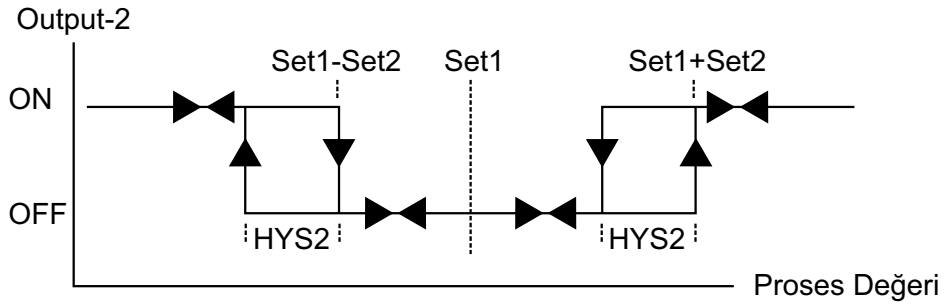 Output-2
Set1-Set2
Set1
Set1+Set2
ON
OFF
HYS2
HYS2
Proses Değeri